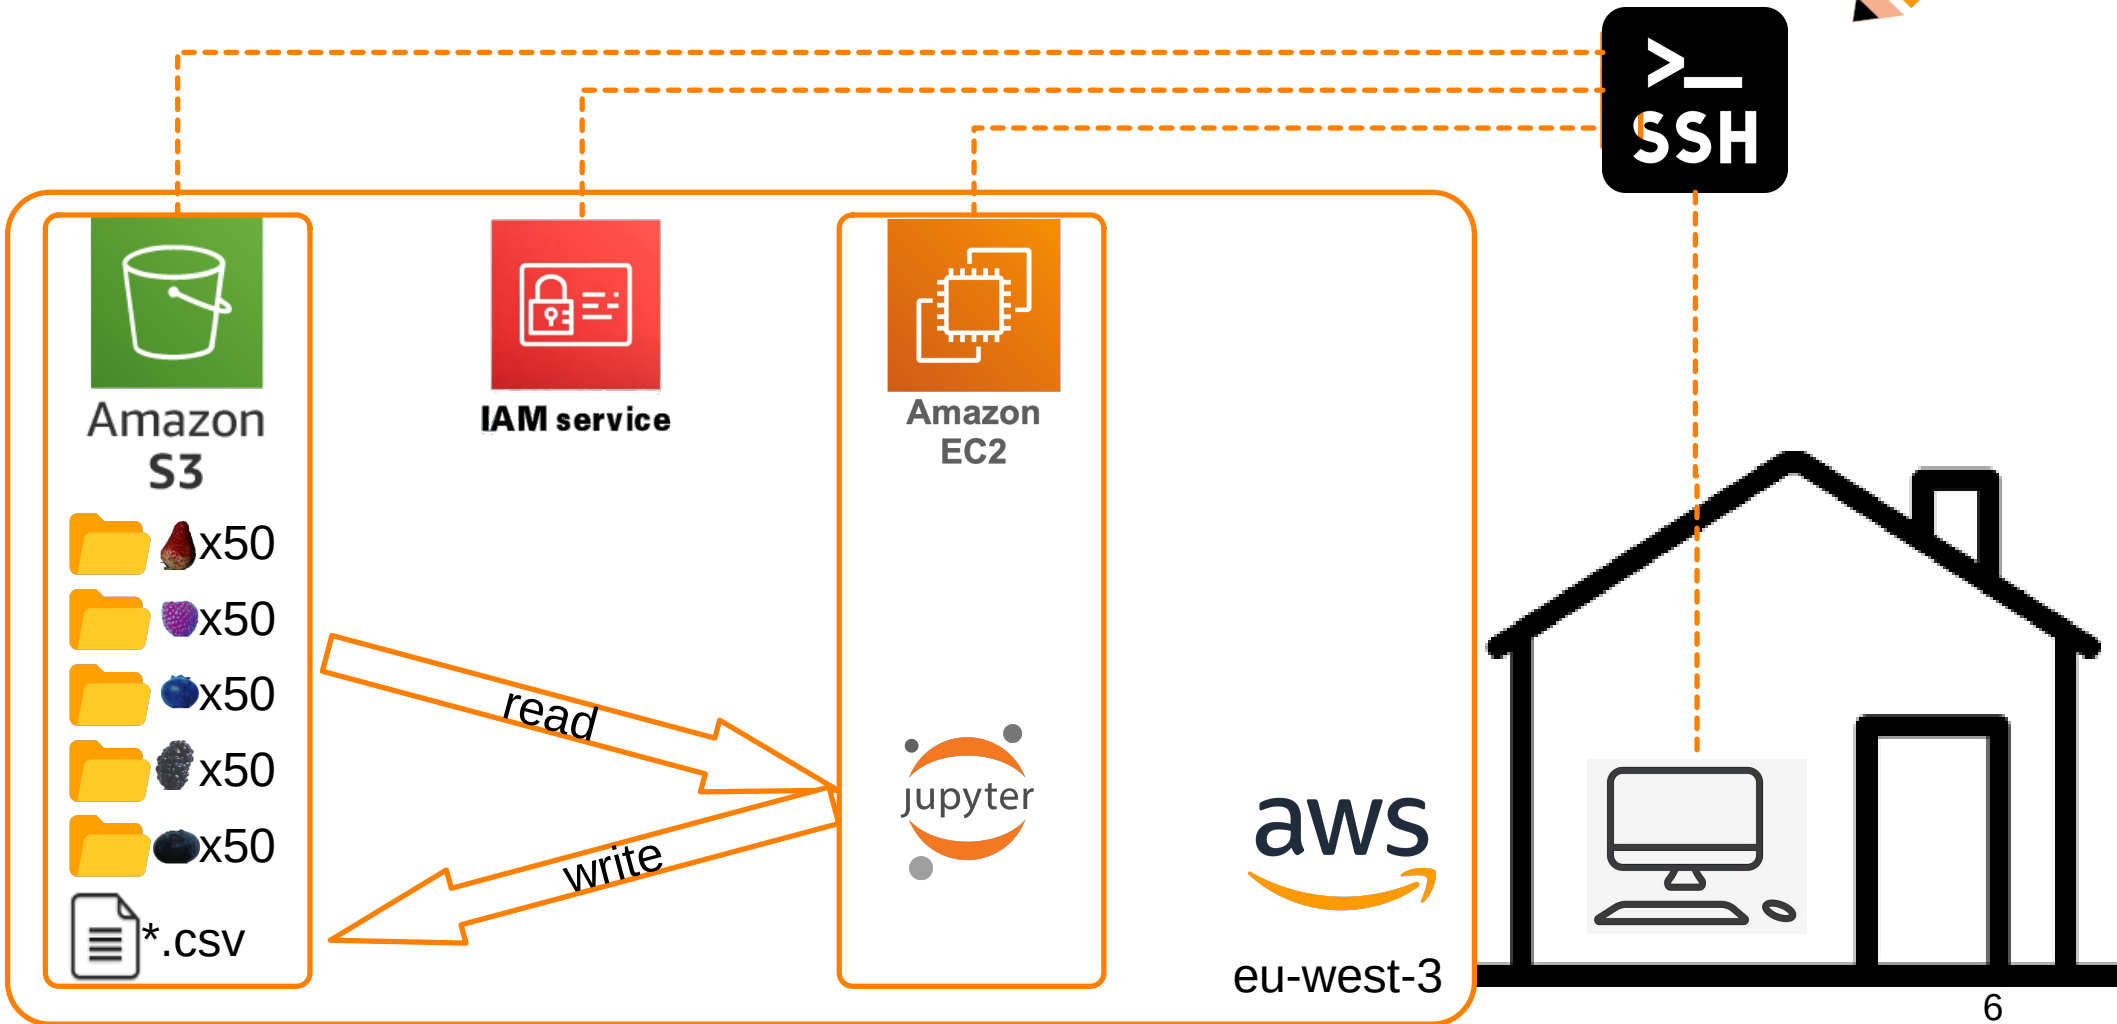 >_
SSH
Amazon
S3
IAM service
Amazon
EC2
x50
x50
x50
x50
x50
*.csv
read
write
jupyter
aws
eu-west-3
6